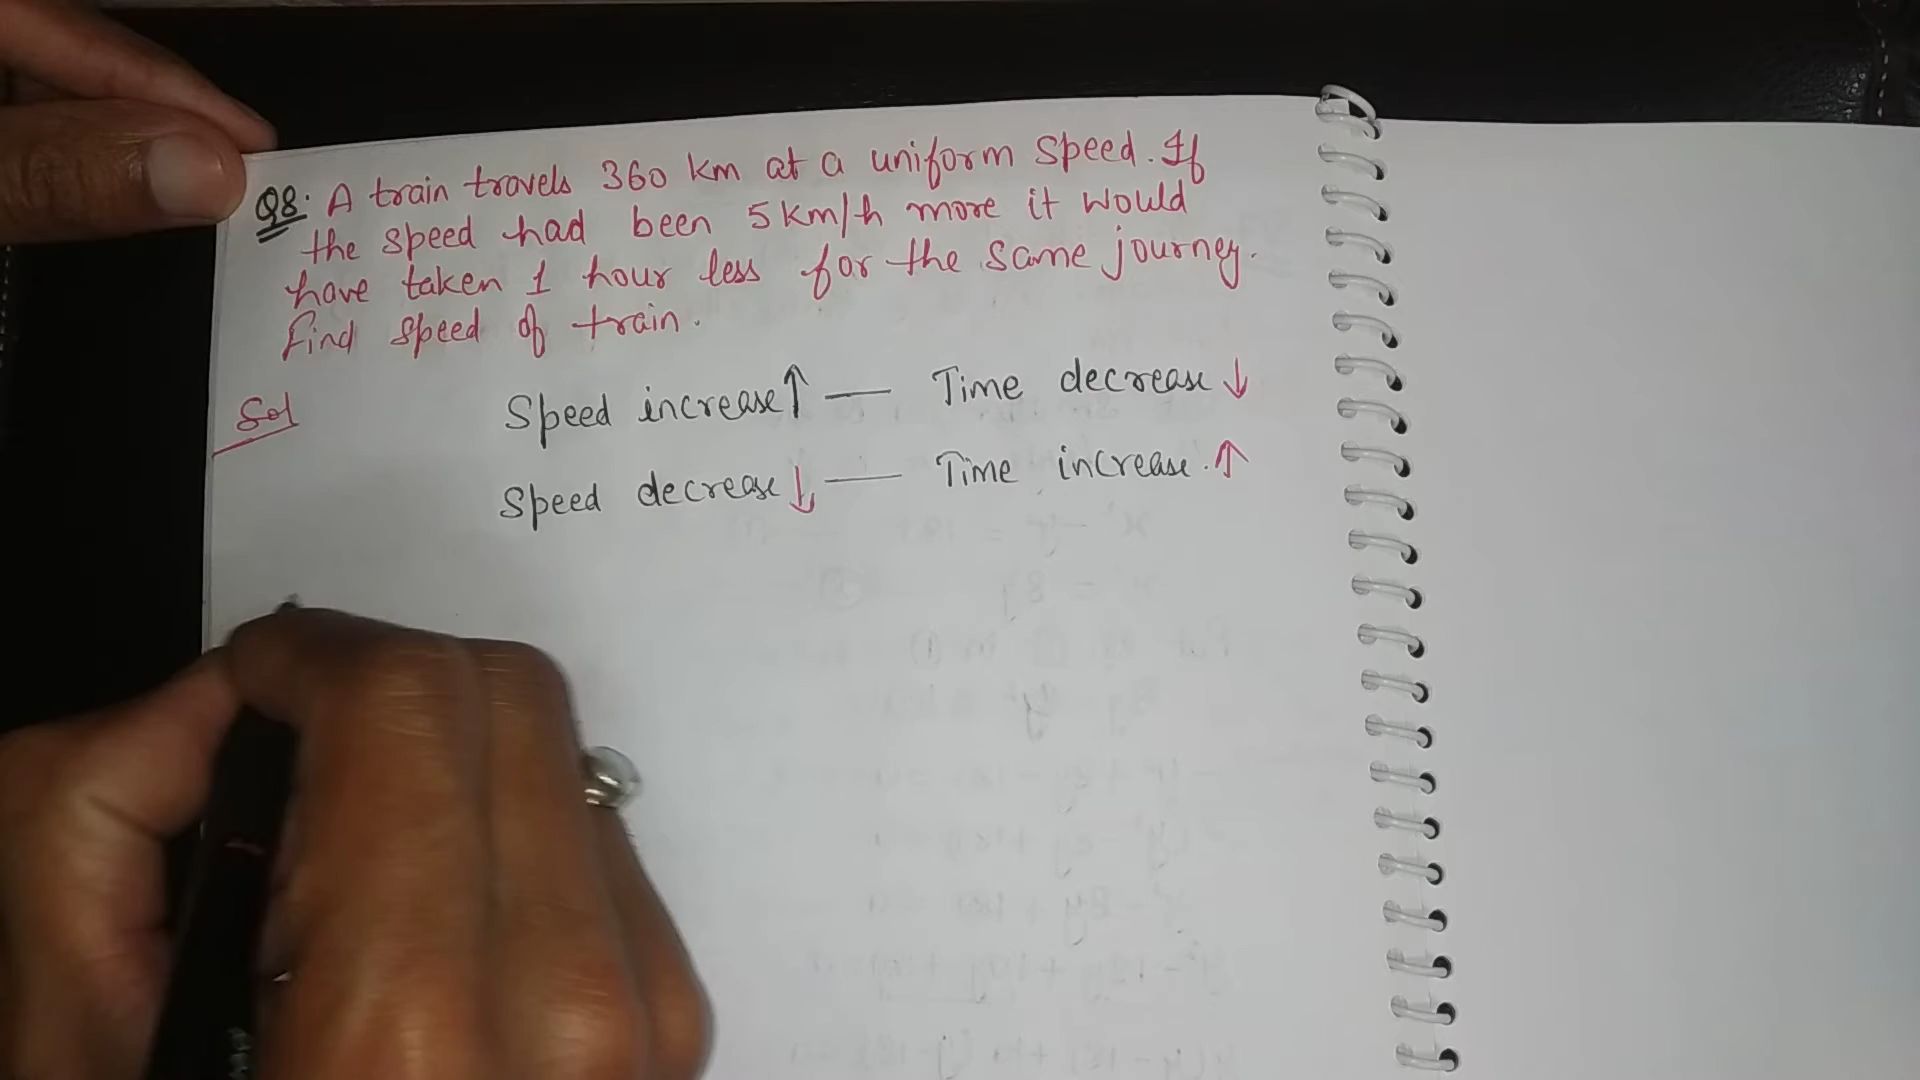 Q8. A train travels 360 km at a uniform speed. If
the speed had been 5 km/h more it would
have taken 1 hour less for the same journey.
Find speed of train.
Sol
Speed increase ↑ — Time decrease ↓
Speed decrease ↓ — Time increase. ↑